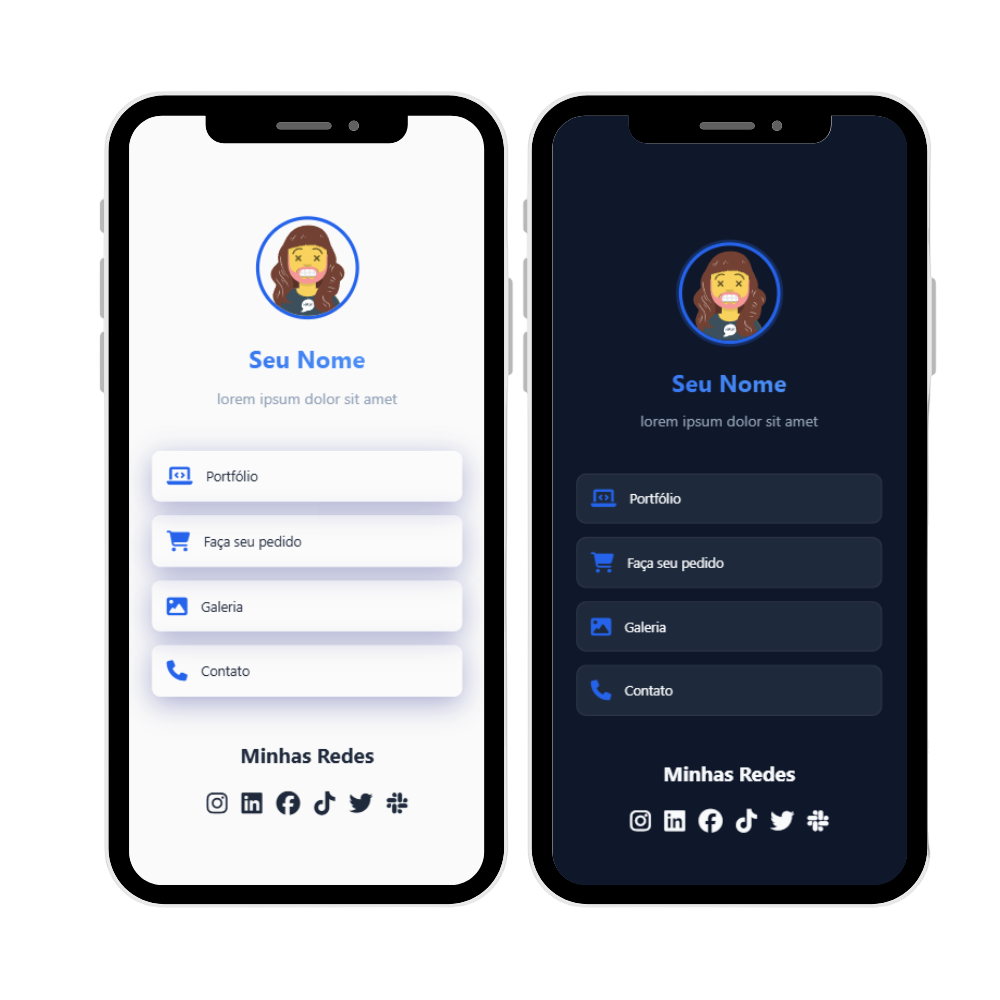 Seu Nome
lorem ipsum dolor sit amet
Portfólio
Faça seu pedido
Galeria
Contato
Minhas Redes
Seu Nome
lorem ipsum dolor sit amet
Portfólio
Faça seu pedido
Galeria
Contato
Minhas Redes